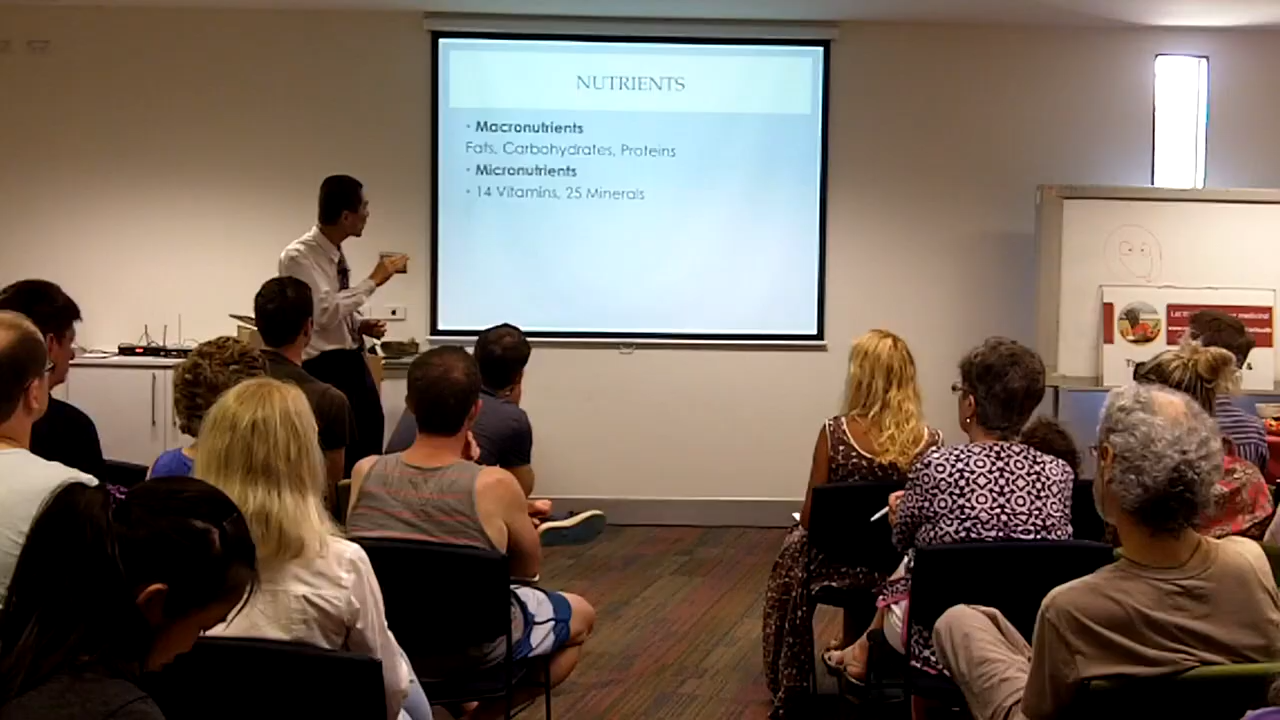 NUTRIENTS
• Macronutrients
Fats, Carbohydrates, Proteins
• Micronutrients
• 14 Vitamins, 25 Minerals